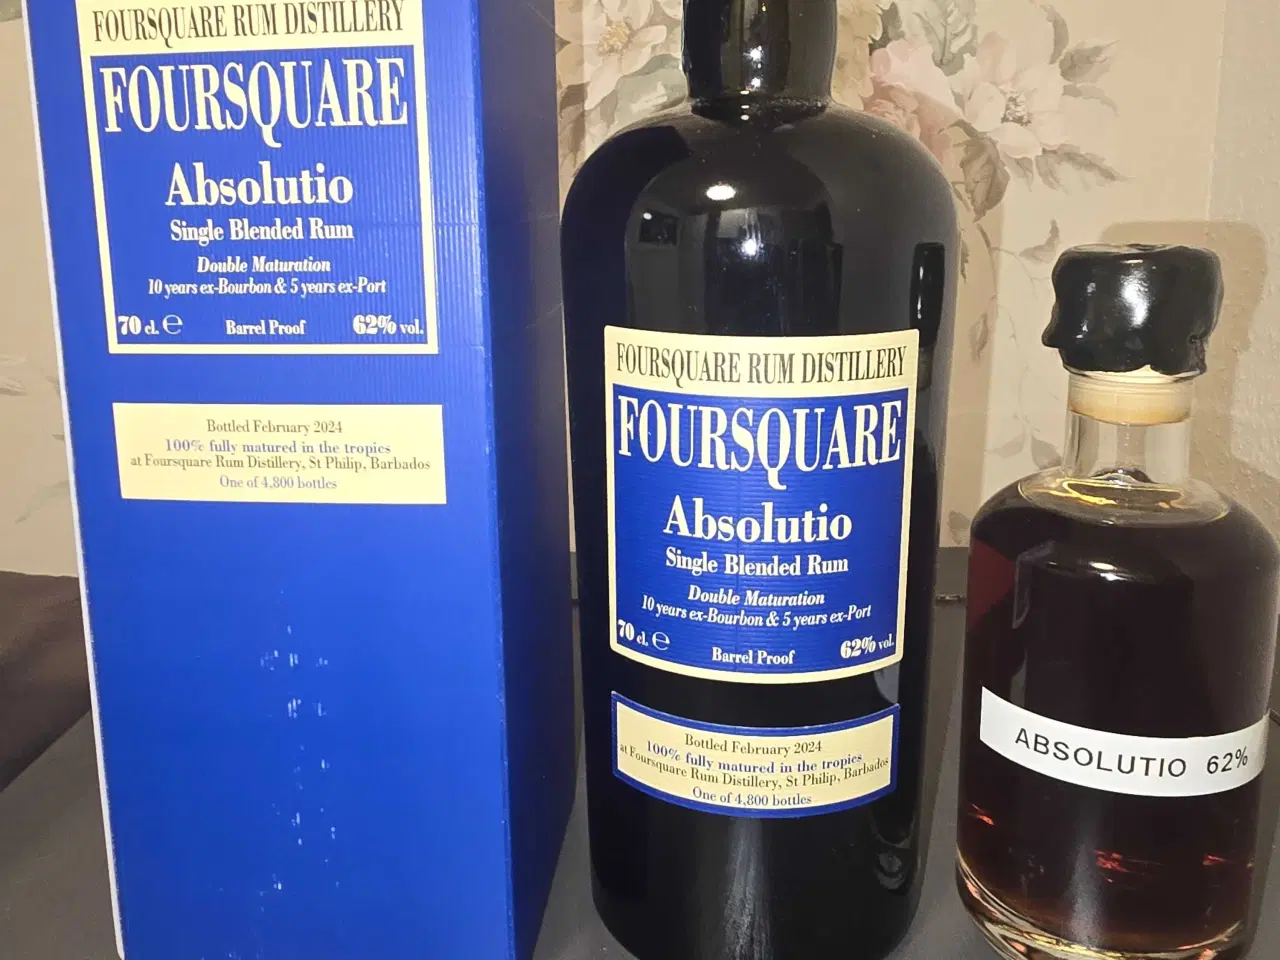 FOURSQUARE RUM DISTILLERY
FOURSQUARE
Absolutio
Single Blended Rum
Double Maturation
10 years ex-Bourbon & 5 years ex-Port
70 cl. ℮ Barrel Proof 62% vol.
Bottled February 2024
100% fully matured in the tropics
at Foursquare Rum Distillery, St Philip, Barbados
One of 4,800 bottles
FOURSQUARE RUM DISTILLERY
FOURSQUARE
Absolutio
Single Blended Rum
Double Maturation
10 years ex-Bourbon & 5 years ex-Port
70 cl. ℮ Barrel Proof 62% vol.
Bottled February 2024
100% fully matured in the tropics
at Foursquare Rum Distillery, St Philip, Barbados
One of 4,800 bottles
ABSOLUTIO 62%